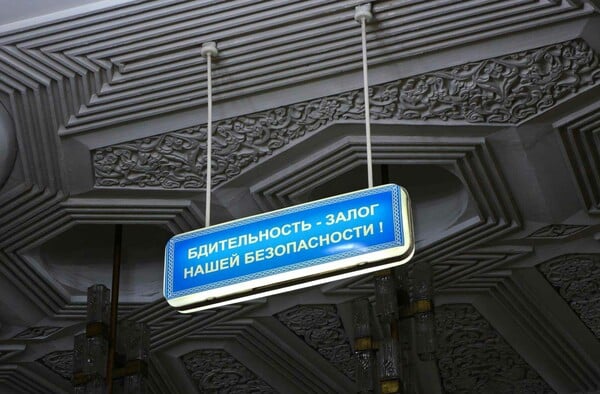 БДИТЕЛЬНОСТЬ - ЗАЛОГ
НАШЕЙ БЕЗОПАСНОСТИ !